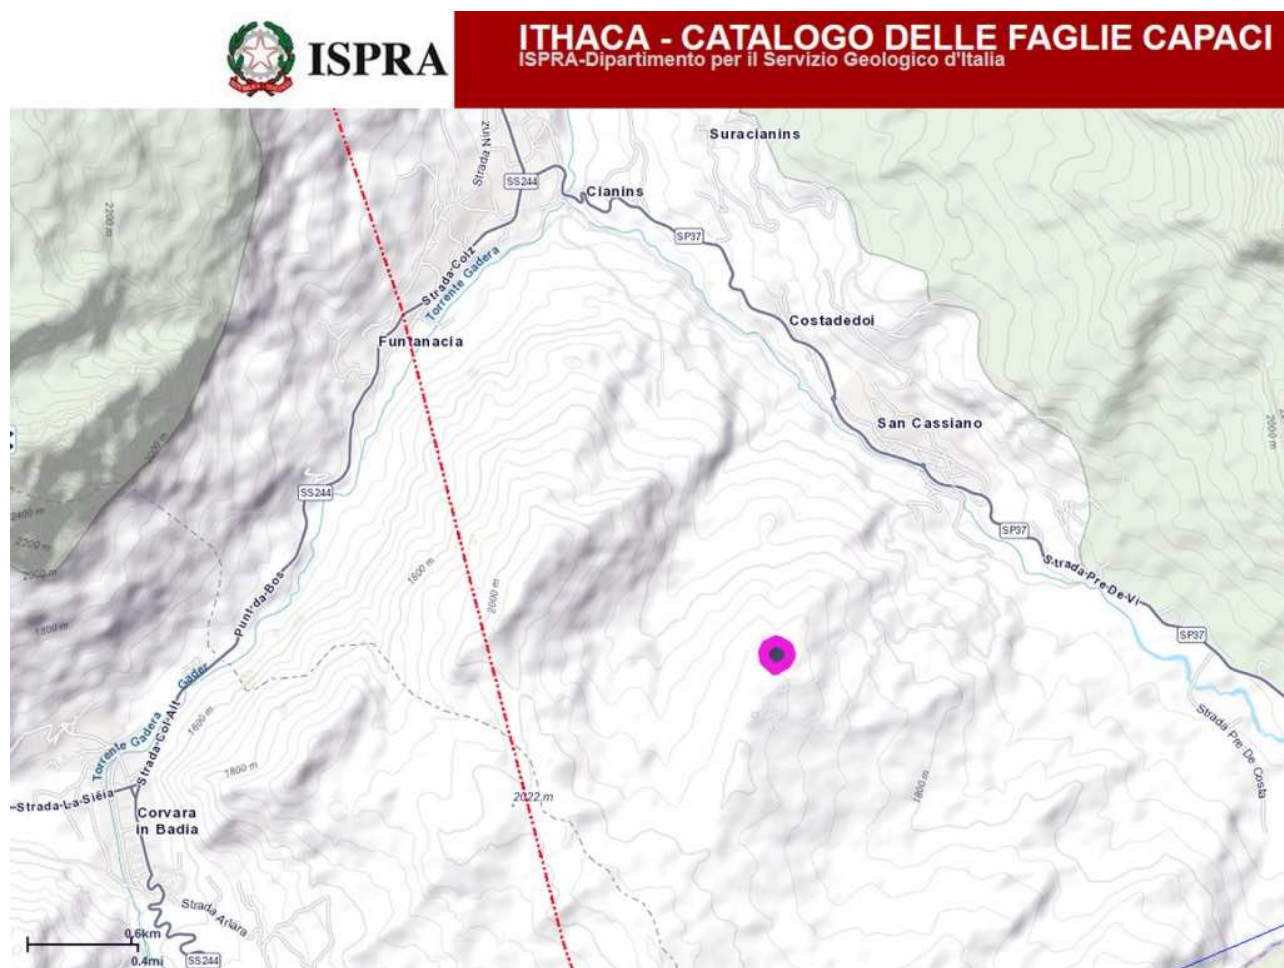 ISPRA
ITHACA - CATALOGO DELLE FAGLIE CAPACI
ISPRA-Dipartimento per il Servizio Geologico d'Italia
Suracianins
Strada Ninz
SS244
Cianins
2200 m
SP37
Strada-Colz
Torrente Gadera
Costadedoi
Funtanacia
San Cassiano
2000 m
SS244
2400 m
SP37
2200 m
2000 m
1800 m
2000 m
Strada-Pre-De-Vi
Punt-da-Bos
1800 m
SP37
Gader
1800 m
Torrente Gadera
Strada-Col-Alt
Strada Pre De Costa
1800 m
2022 m
1800 m
Strada-La-Siëia
Corvara
in Badia
Strada Arlara
0.6km
0.4mi
SS244